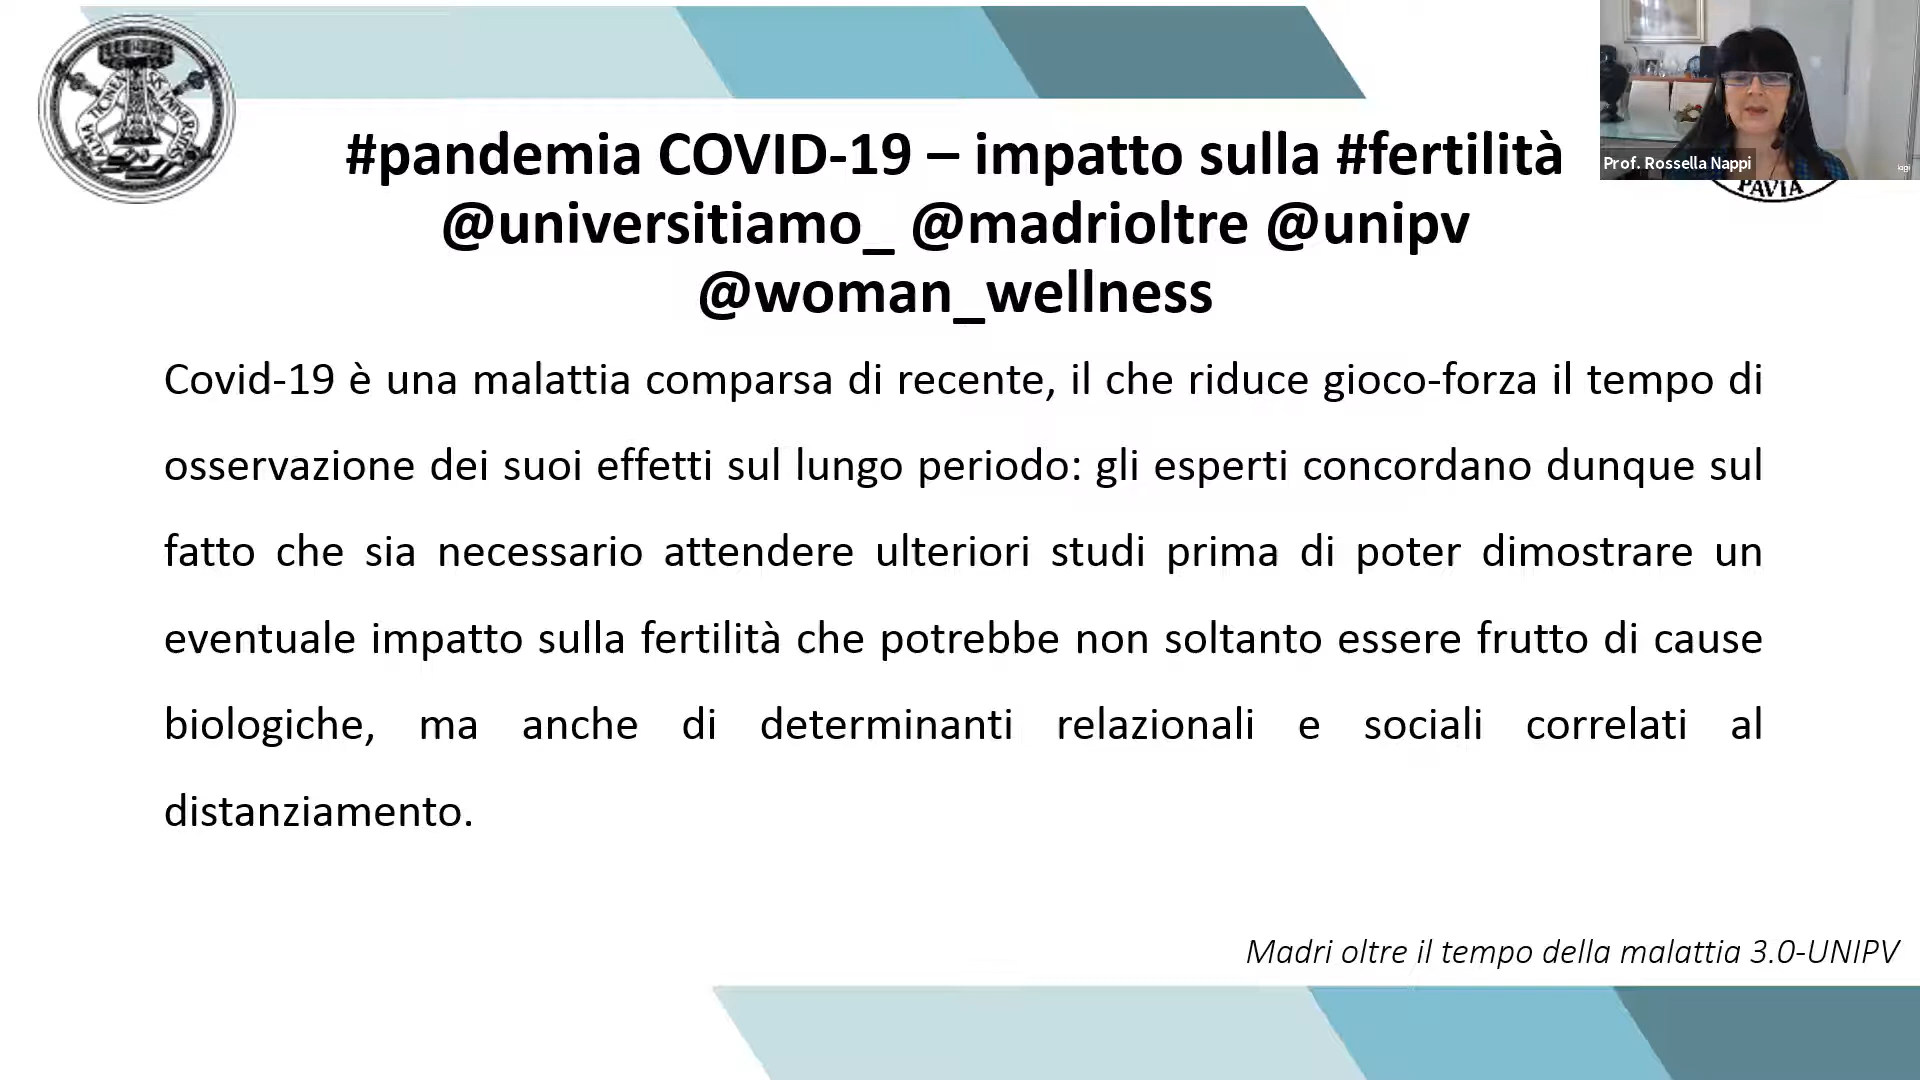 #pandemia COVID-19 – impatto sulla #fertilità
@universitiamo_ @madrioltre @unipv
@woman_wellness
Prof. Rossella Nappi
PAVIA
Covid-19 è una malattia comparsa di recente, il che riduce gioco-forza il tempo di
osservazione dei suoi effetti sul lungo periodo: gli esperti concordano dunque sul
fatto che sia necessario attendere ulteriori studi prima di poter dimostrare un
eventuale impatto sulla fertilità che potrebbe non soltanto essere frutto di cause
biologiche, ma anche di determinanti relazionali e sociali correlati al
distanziamento.
Madri oltre il tempo della malattia 3.0-UNIPV